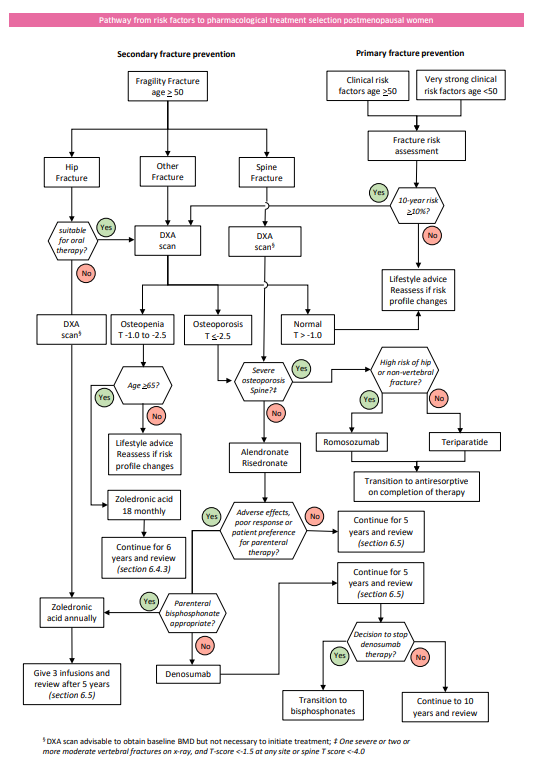 Pathway from risk factors to pharmacological treatment selection postmenopausal women
Secondary fracture prevention
Primary fracture prevention
Fragility Fracture
age ≥ 50
Clinical risk
factors age ≥50
Very strong clinical
risk factors age <50
Fracture risk
assessment
Hip
Fracture
Other
Fracture
Spine
Fracture
Yes
10-year risk
≥10%?
No
suitable
for oral
therapy?
Yes
No
DXA
scan
DXA
scan§
Lifestyle advice
Reassess if risk
profile changes
DXA
scan§
Osteopenia
T -1.0 to -2.5
Osteoporosis
T ≤-2.5
Normal
T > -1.0
Age ≥65?
Yes
No
Severe
osteoporosis
Spine?‡
Yes
No
High risk of hip
or non-vertebral
fracture?
Yes
No
Lifestyle advice
Reassess if risk
profile changes
Alendronate
Risedronate
Romosozumab
Teriparatide
Transition to antiresorptive
on completion of therapy
Zoledronic acid
18 monthly
Yes
Adverse effects,
poor response or
patient preference
for parenteral
therapy?
No
Continue for 5
years and review
(section 6.5)
Continue for 6
years and review
(section 6.4.3)
Continue for 5
years and review
(section 6.5)
Zoledronic
acid annually
Yes
Parenteral
bisphosphonate
appropriate?
No
Decision to stop
denosumab
therapy?
Yes
No
Give 3 infusions and
review after 5 years
(section 6.5)
Denosumab
Transition to
bisphosphonates
Continue to 10
years and review
§ DXA scan advisable to obtain baseline BMD but not necessary to initiate treatment; ‡ One severe or two or
more moderate vertebral fractures on x-ray, and T-score <-1.5 at any site or spine T score <-4.0